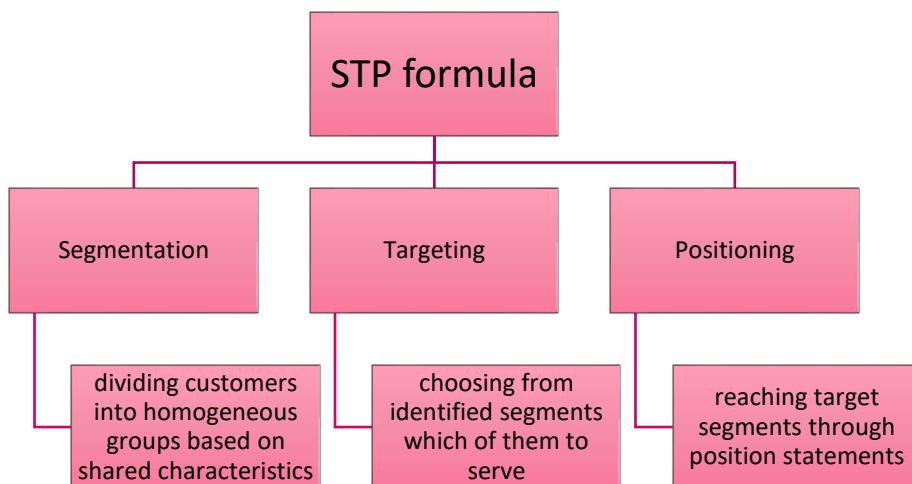 STP formula
Segmentation
Targeting
Positioning
dividing customers
into homogeneous
groups based on
shared characteristics
choosing from
identified segments
which of them to
serve
reaching target
segments through
position statements